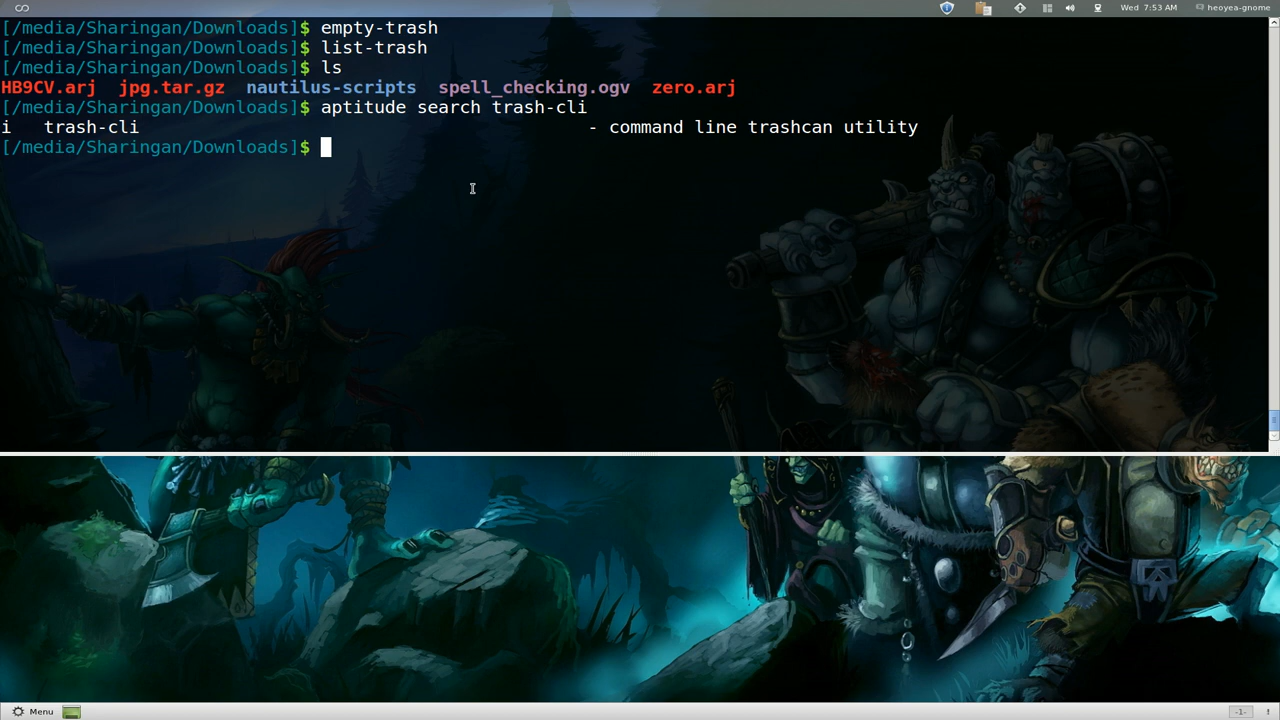 Wed 7:53 AM heoyea-gnome
[/media/Sharingan/Downloads]$ empty-trash
[/media/Sharingan/Downloads]$ list-trash
[/media/Sharingan/Downloads]$ ls
HB9CV.arj jpg.tar.gz nautilus-scripts spell_checking.ogv zero.arj
[/media/Sharingan/Downloads]$ aptitude search trash-cli
i trash-cli - command line trashcan utility
[/media/Sharingan/Downloads]$
Menu -1-